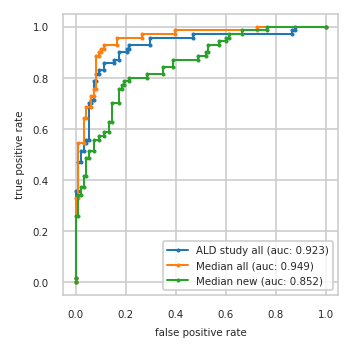 1.0
0.8
0.6
0.4
0.2
0.0
true positive rate
ALD study all (auc: 0.923)
Median all (auc: 0.949)
Median new (auc: 0.852)
0.0 0.2 0.4 0.6 0.8 1.0
false positive rate